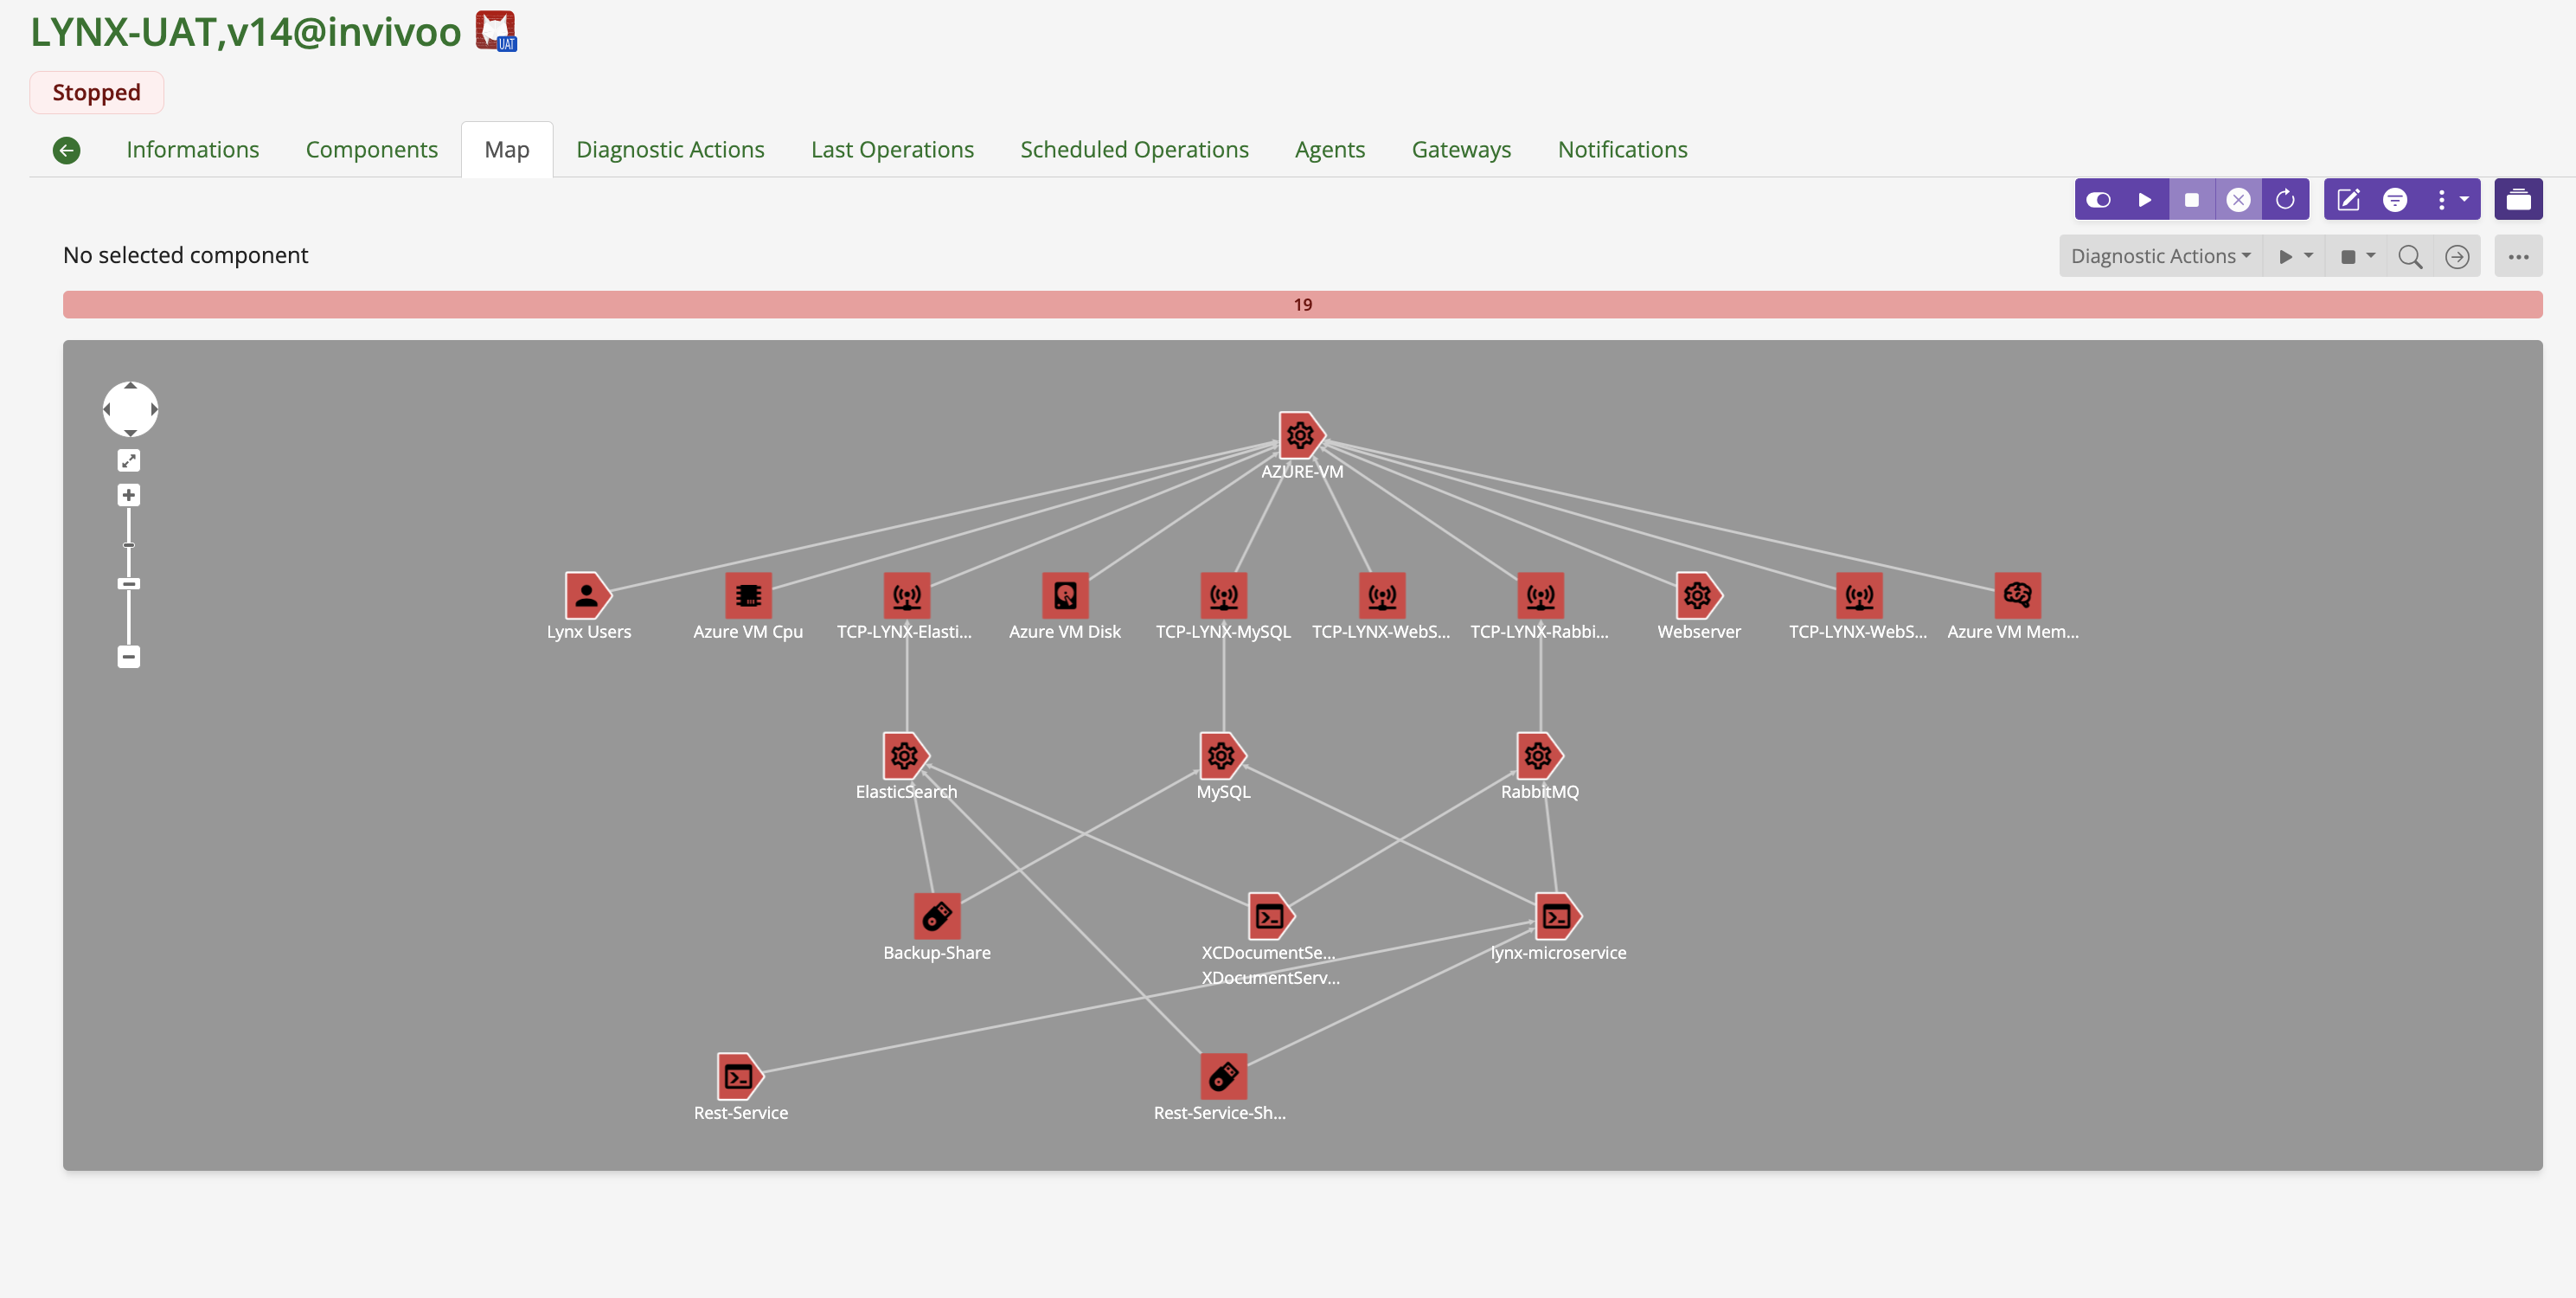 LYNX-UAT,v14@invivoo
UAT
Stopped
Informations Components Map Diagnostic Actions Last Operations Scheduled Operations Agents Gateways Notifications
No selected component
Diagnostic Actions
19
AZURE-VM
Lynx Users Azure VM Cpu TCP-LYNX-Elasti... Azure VM Disk TCP-LYNX-MySQL TCP-LYNX-WebS... TCP-LYNX-Rabbi... Webserver TCP-LYNX-WebS... Azure VM Mem...
ElasticSearch MySQL RabbitMQ
Backup-Share XCDocumentSe... lynx-microservice
XDocumentServ...
Rest-Service Rest-Service-Sh...